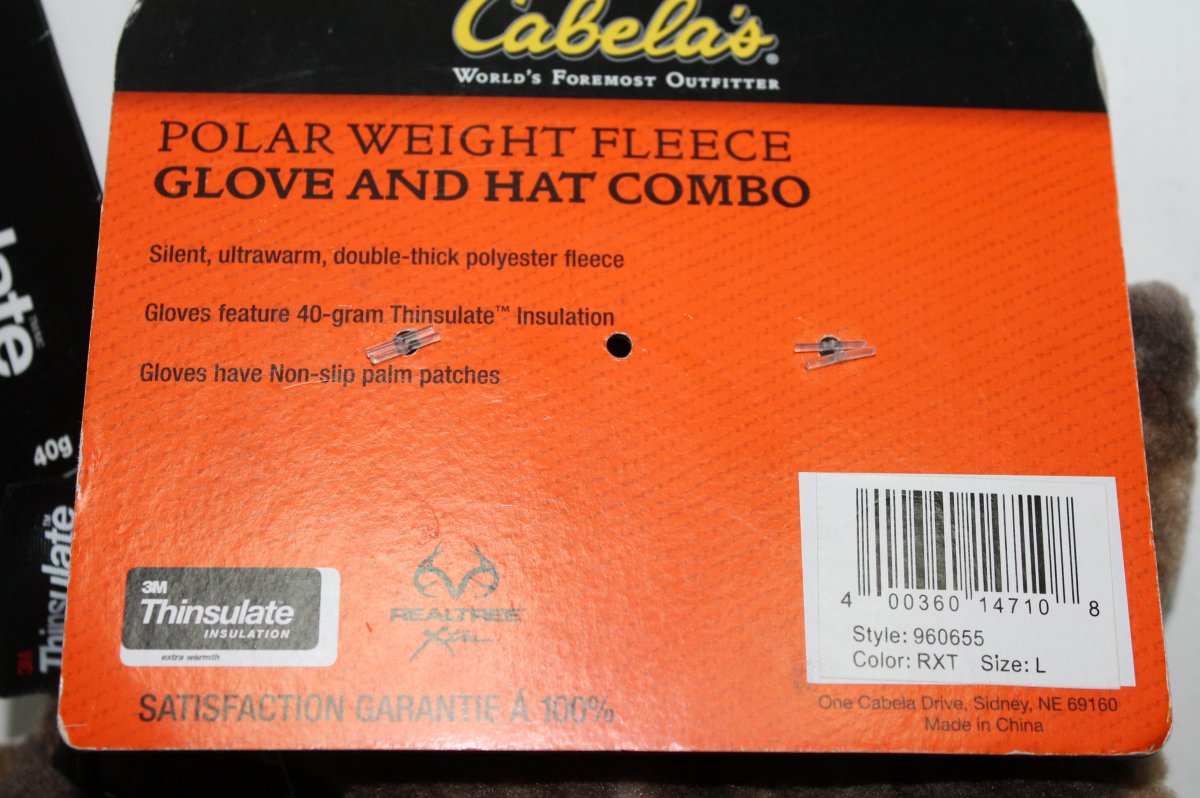 Cabela's®
WORLD'S FOREMOST OUTFITTER
POLAR WEIGHT FLEECE
GLOVE AND HAT COMBO
Silent, ultrawarm, double-thick polyester fleece
Gloves feature 40-gram Thinsulate™ Insulation
Gloves have Non-slip palm patches
40g
3M Thinsulate™
3M
Thinsulate
INSULATION
extra warmth
REALTREE
Xtra
SATISFACTION GARANTIE Á 100%
4 00360 14710 8
Style: 960655
Color: RXT Size: L
One Cabela Drive, Sidney, NE 69160
Made in China